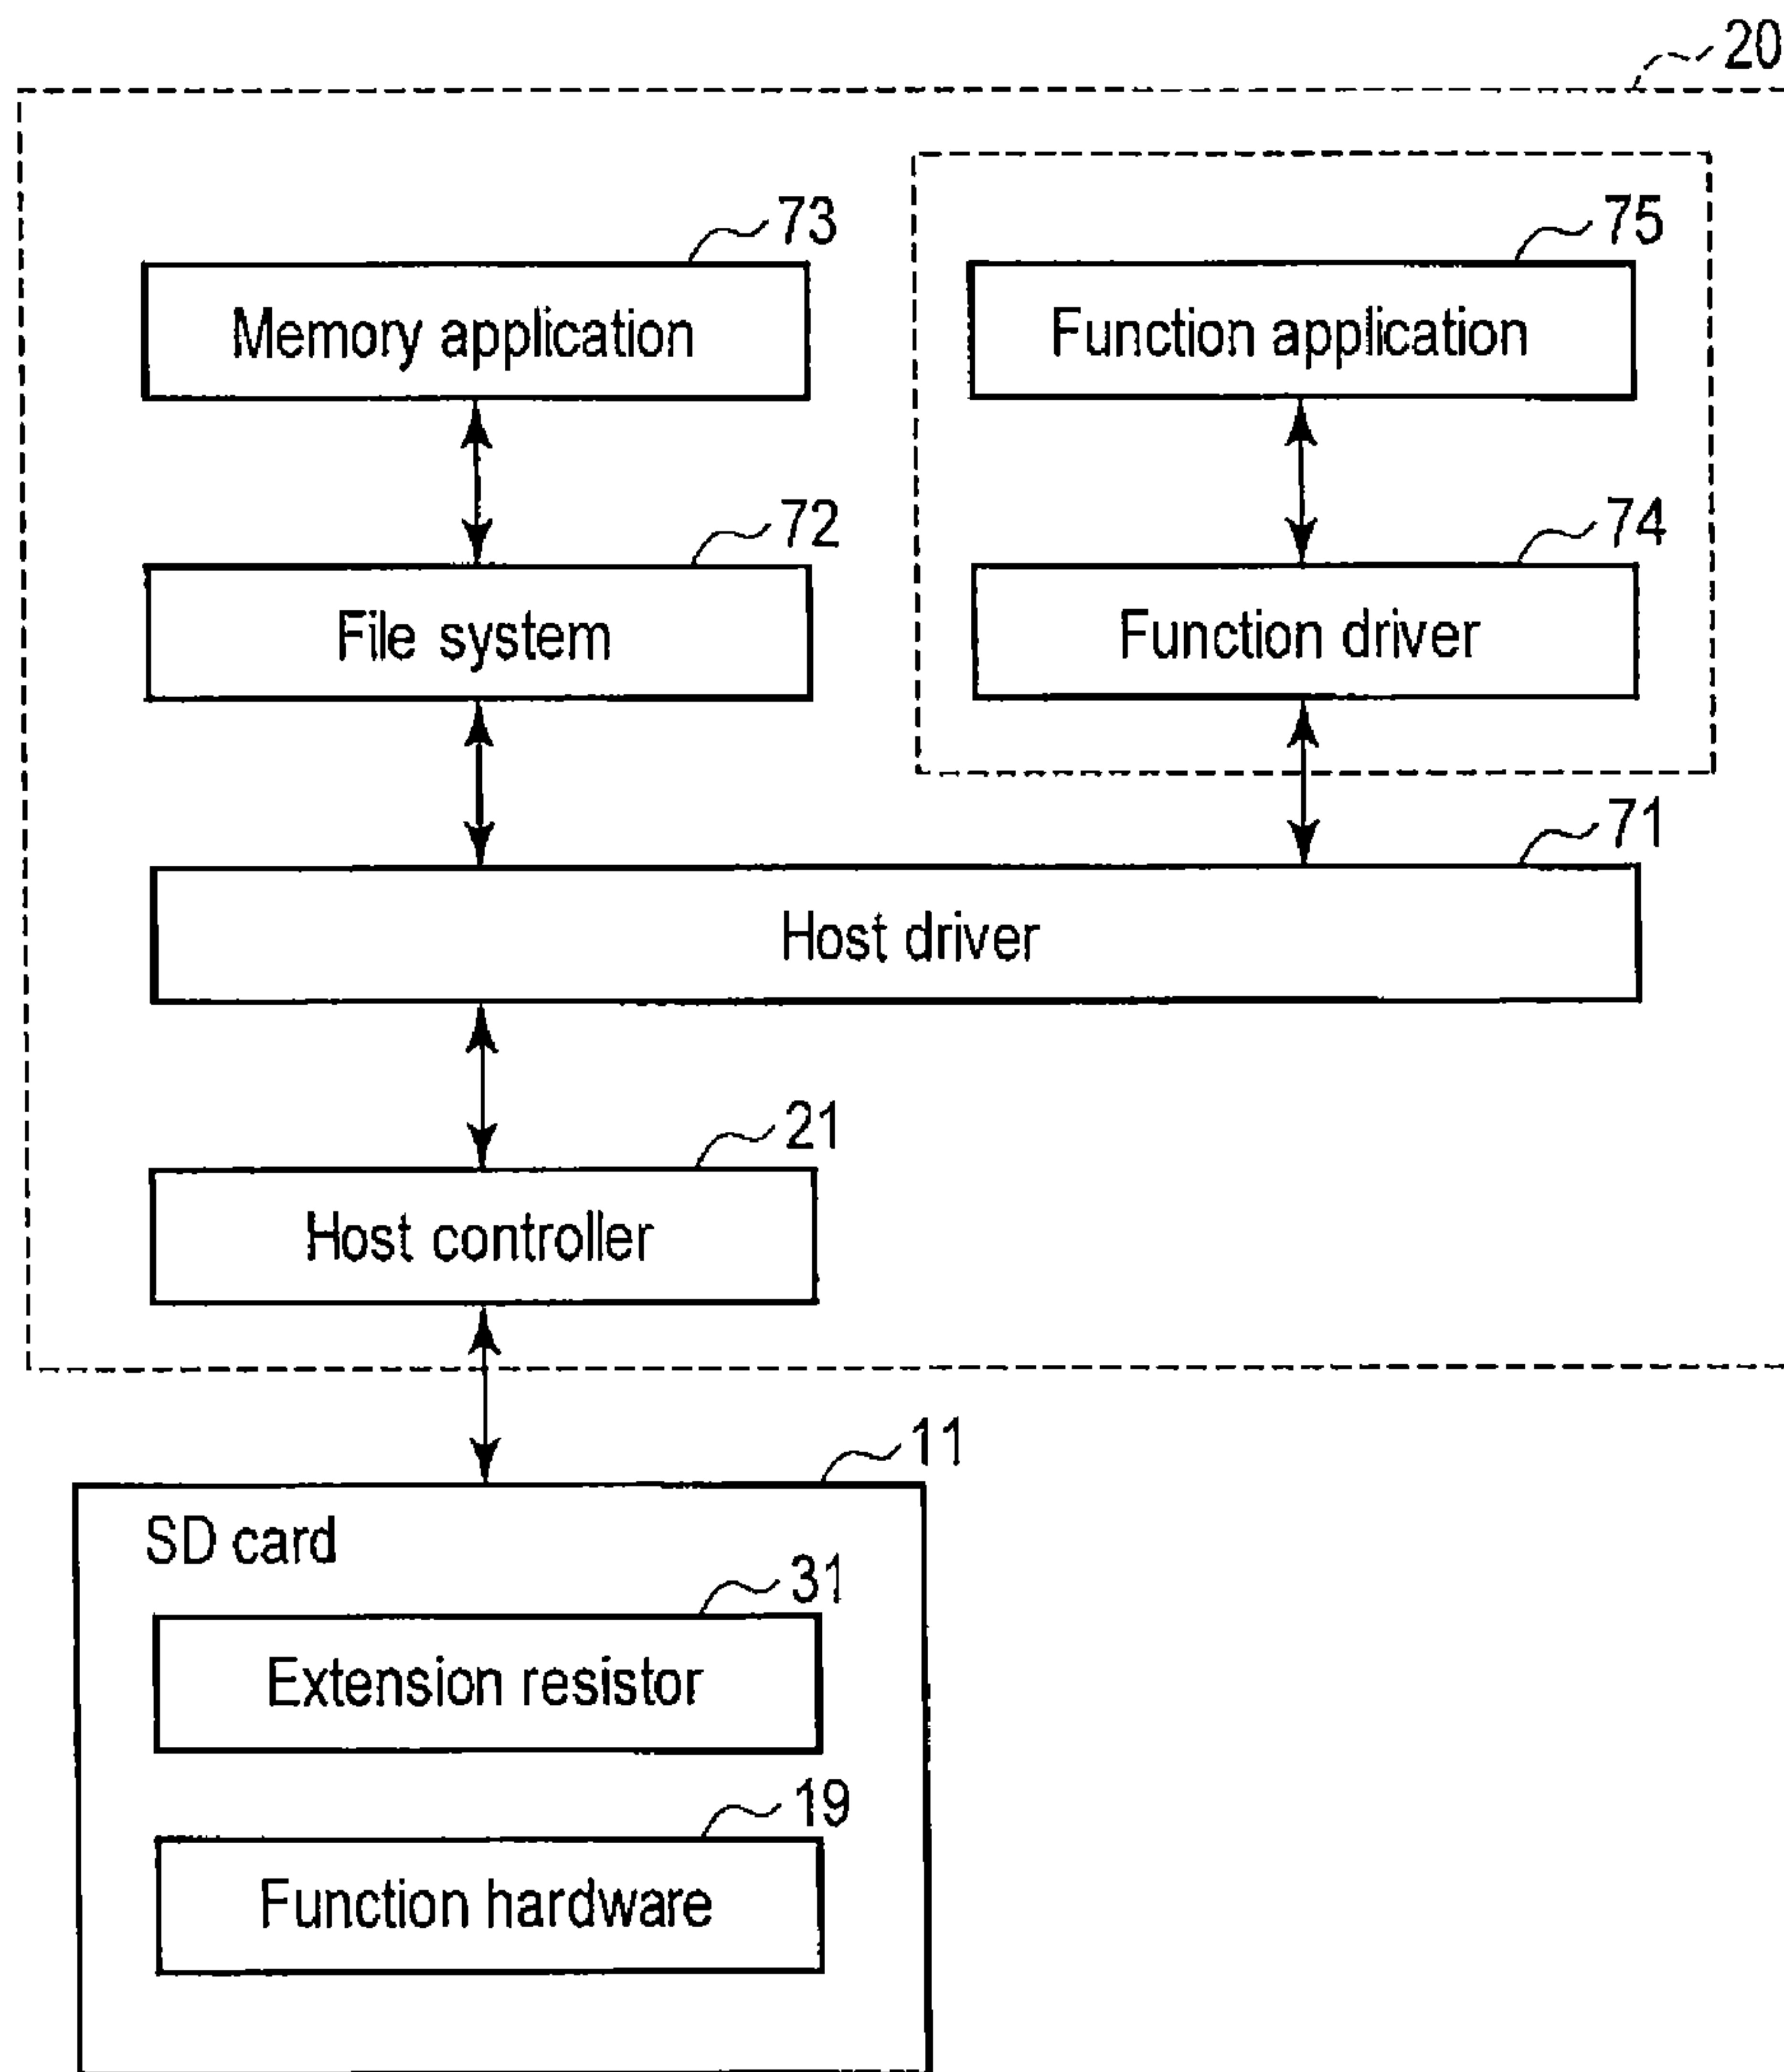 20
73
75
Memory application
Function application
72
74
File system
Function driver
71
Host driver
21
Host controller
11
SD card
31
Extension resistor
19
Function hardware